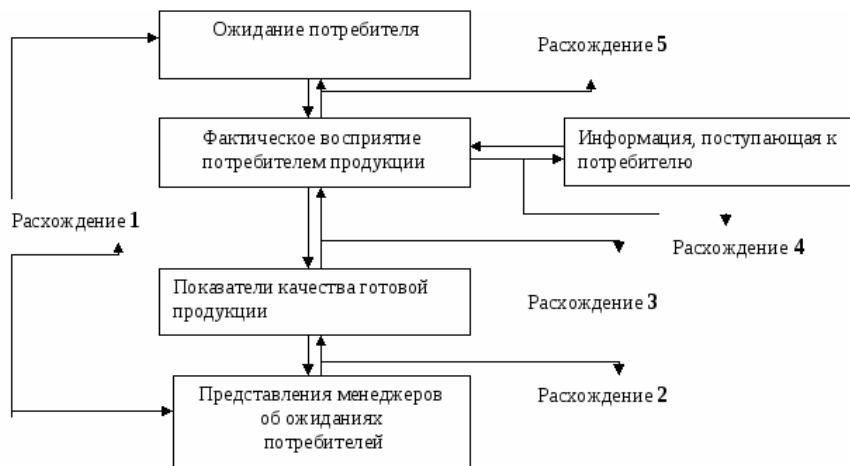 Ожидание потребителя
Расхождение 5
Фактическое восприятие
потребителем продукции
Информация, поступающая к
потребителю
Расхождение 1
Расхождение 4
Показатели качества готовой
продукции
Расхождение 3
Представления менеджеров
об ожиданиях
потребителей
Расхождение 2